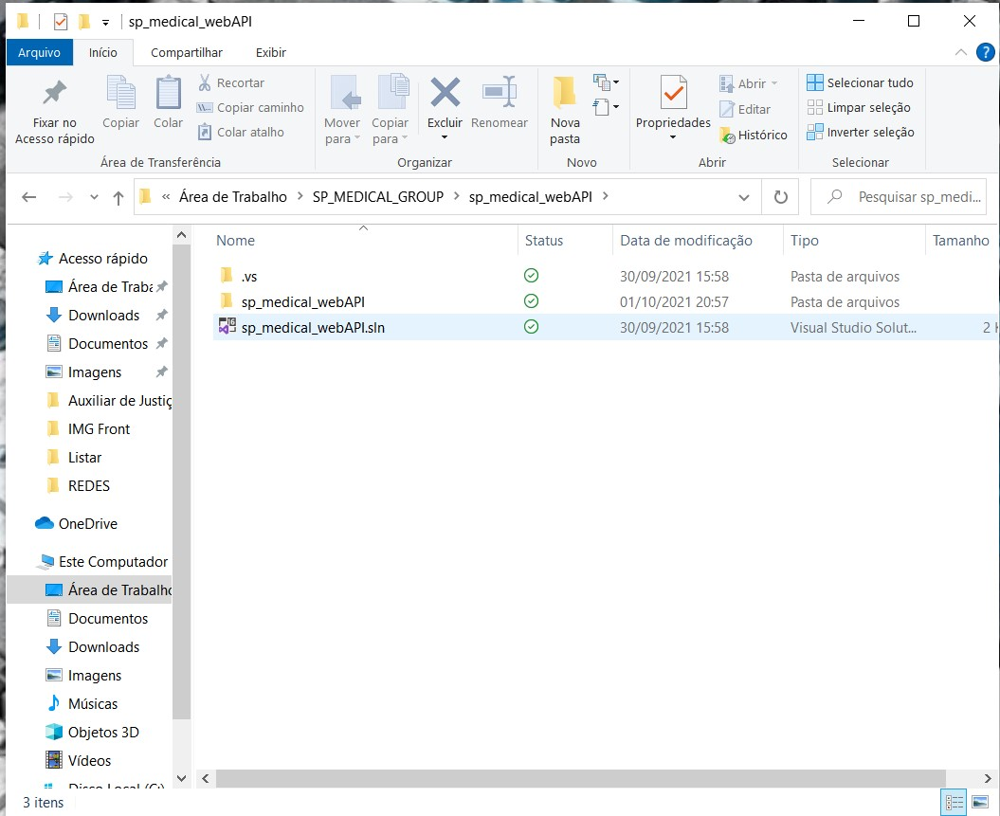 sp_medical_webAPI
Arquivo Início Compartilhar Exibir
Fixar no Acesso rápido
Copiar
Colar
Recortar
Copiar caminho
Colar atalho
Área de Transferência
Mover para
Copiar para
Excluir
Renomear
Organizar
Nova pasta
Novo
Propriedades
Abrir
Editar
Histórico
Abrir
Selecionar tudo
Limpar seleção
Inverter seleção
Selecionar
« Área de Trabalho > SP_MEDICAL_GROUP > sp_medical_webAPI >
Pesquisar sp_medi...
Nome Status Data de modificação Tipo Tamanho
.vs 30/09/2021 15:58 Pasta de arquivos
sp_medical_webAPI 01/10/2021 20:57 Pasta de arquivos
sp_medical_webAPI.sln 30/09/2021 15:58 Visual Studio Solut... 2
Acesso rápido
Área de Traba
Downloads
Documentos
Imagens
Auxiliar de Justiç
IMG Front
Listar
REDES
OneDrive
Este Computador
Área de Trabalho
Documentos
Downloads
Imagens
Músicas
Objetos 3D
Vídeos
Disco Local (C:)
3 itens